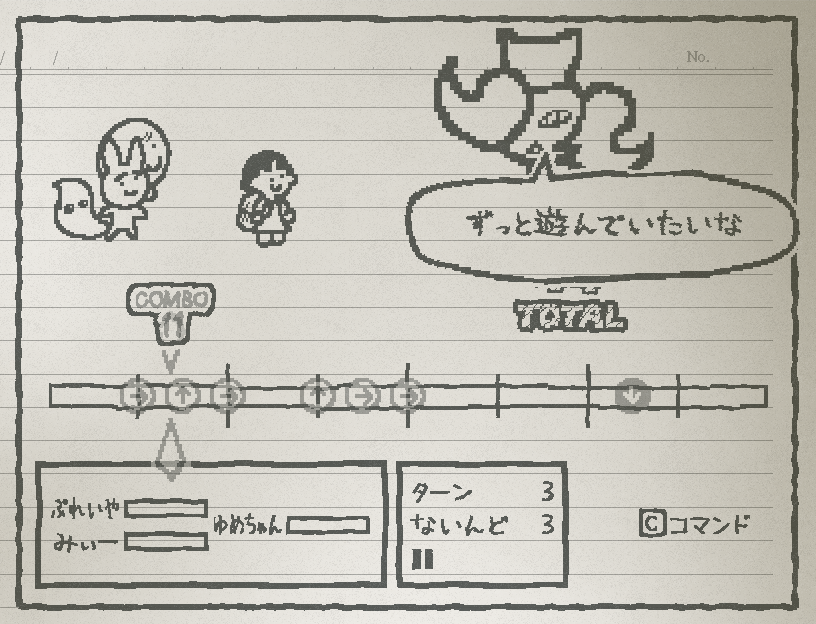 / /
No.
ずっと遊んでいたいな
COMBO
11
TOTAL
ぷれいや
みぃー
ゆめちゃん
ターン 3
ないんど 3
C コマンド